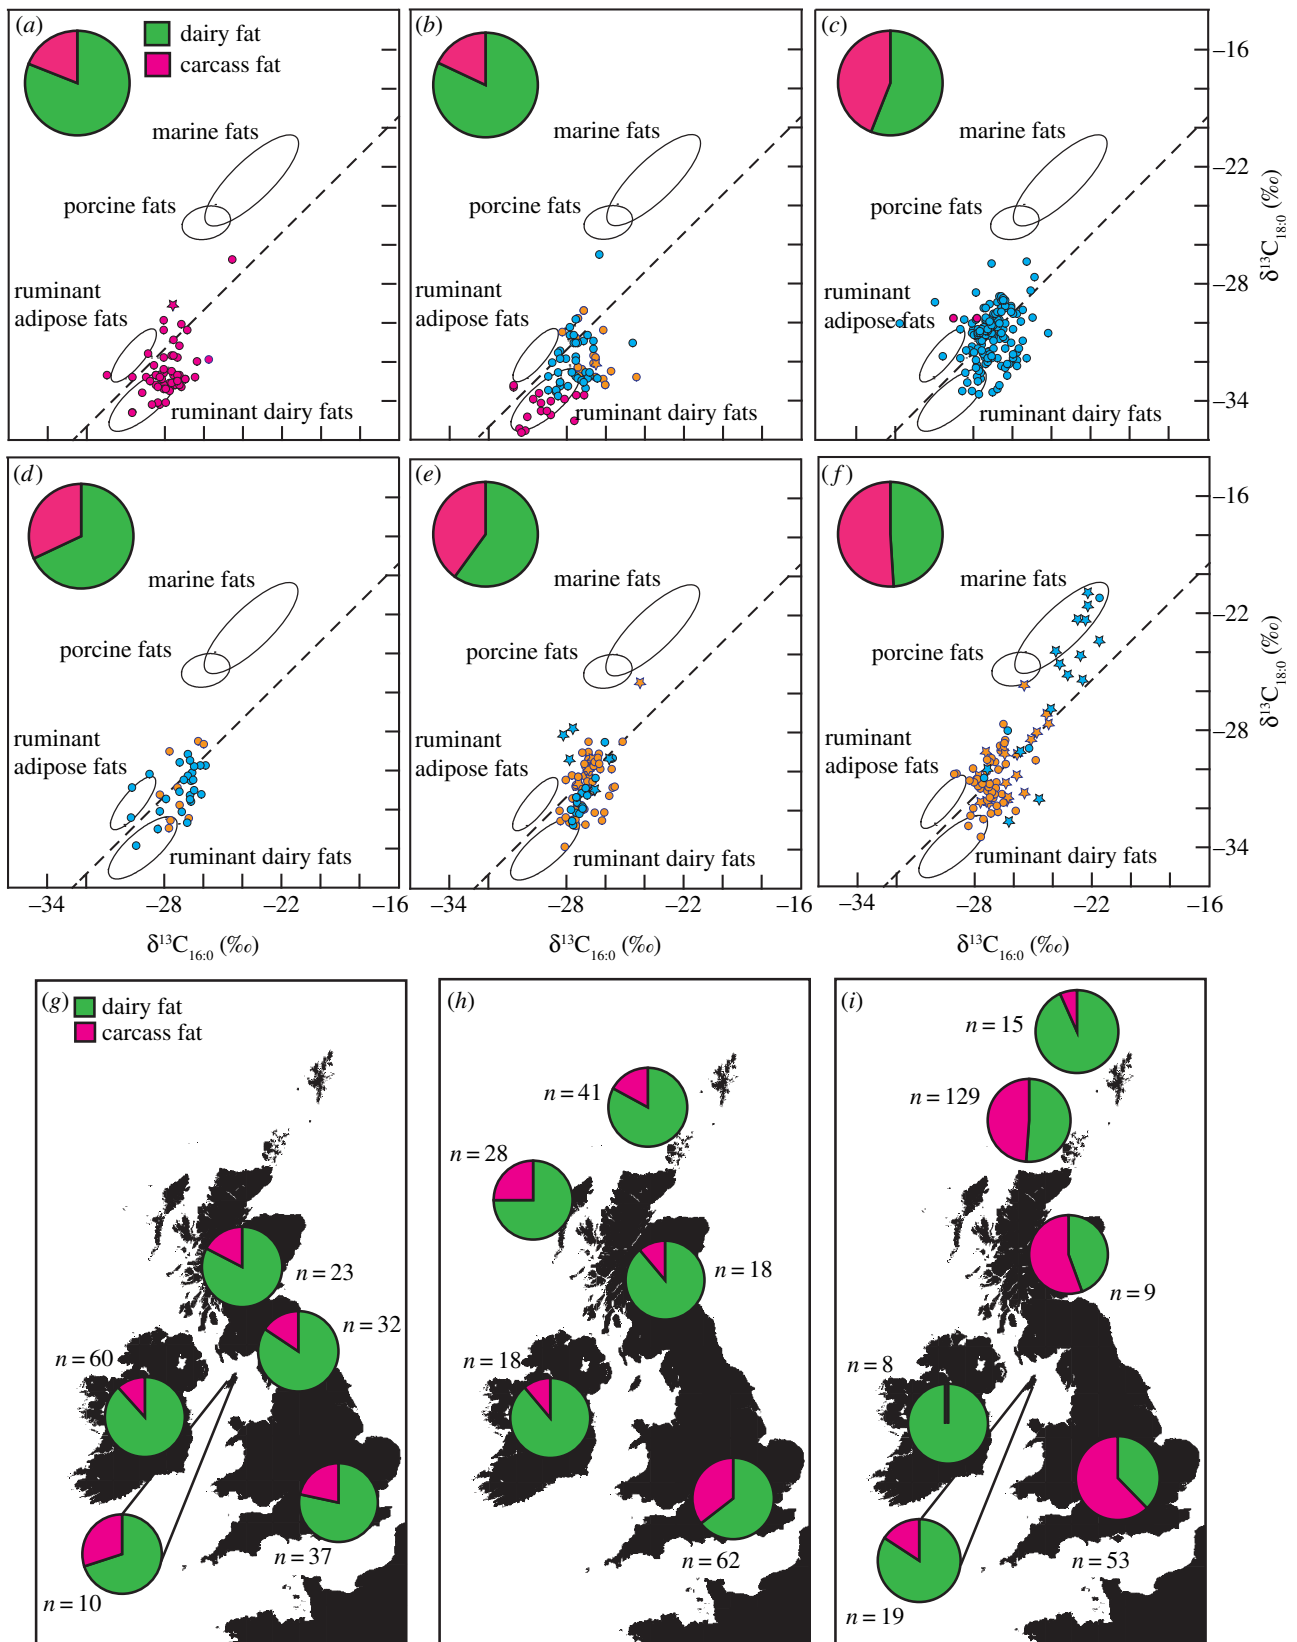 (a)
dairy fat
carcass fat
marine fats
porcine fats
ruminant
adipose fats
ruminant dairy fats
(b)
marine fats
porcine fats
ruminant
adipose fats
ruminant dairy fats
(c)
marine fats
porcine fats
ruminant
adipose fats
ruminant dairy fats
–16
–22
–28
–34
δ¹³C₁₈:₀ (‰)
(d)
marine fats
porcine fats
ruminant
adipose fats
ruminant dairy fats
–34
–28
–22
–16
δ¹³C₁₆:₀ (‰)
(e)
marine fats
porcine fats
ruminant
adipose fats
ruminant dairy fats
–28
–22
–16
δ¹³C₁₆:₀ (‰)
(f)
marine fats
porcine fats
ruminant
adipose fats
ruminant dairy fats
–16
–22
–28
–34
δ¹³C₁₈:₀ (‰)
–34
–28
–22
–16
δ¹³C₁₆:₀ (‰)
(g)
dairy fat
carcass fat
n = 23
n = 32
n = 60
n = 37
n = 10
(h)
n = 41
n = 28
n = 18
n = 18
n = 62
(i)
n = 15
n = 129
n = 9
n = 8
n = 53
n = 19